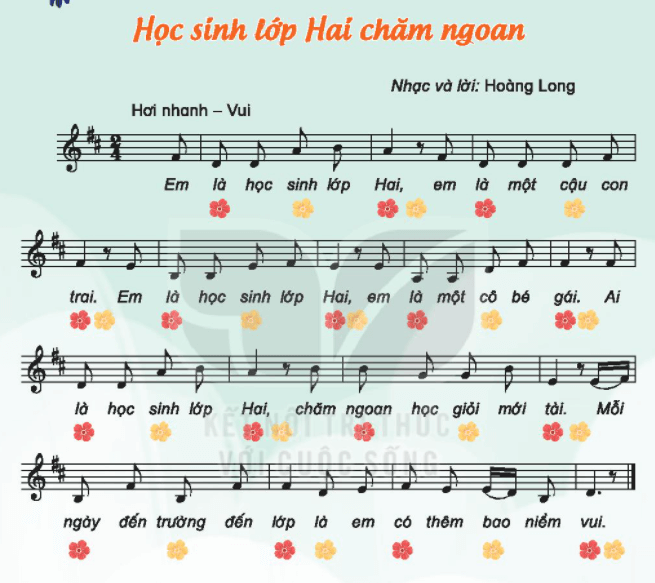 Học sinh lớp Hai chăm ngoan
Nhạc và lời: Hoàng Long
Hơi nhanh – Vui
2
4
Em là học sinh lớp Hai, em là một cậu con
trai. Em là học sinh lớp Hai, em là một cô bé gái. Ai
là học sinh lớp Hai, chăm ngoan học giỏi mới tài. Mỗi
KẾT NỐI TRI THỨC
VỚI CUỘC SỐNG
ngày đến trường đến lớp là em có thêm bao niềm vui.